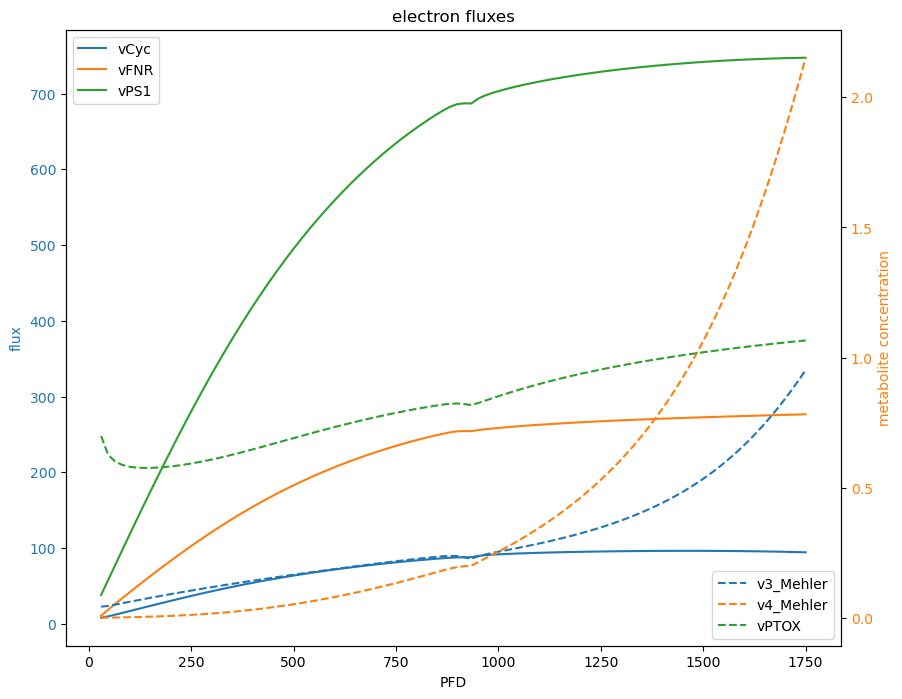 electron fluxes
vCyc
vFNR
vPS1
700
600
500
400
300
200
100
0
flux
2.0
1.5
1.0
0.5
0.0
metabolite concentration
v3_Mehler
v4_Mehler
vPTOX
0 250 500 750 1000 1250 1500 1750
PFD